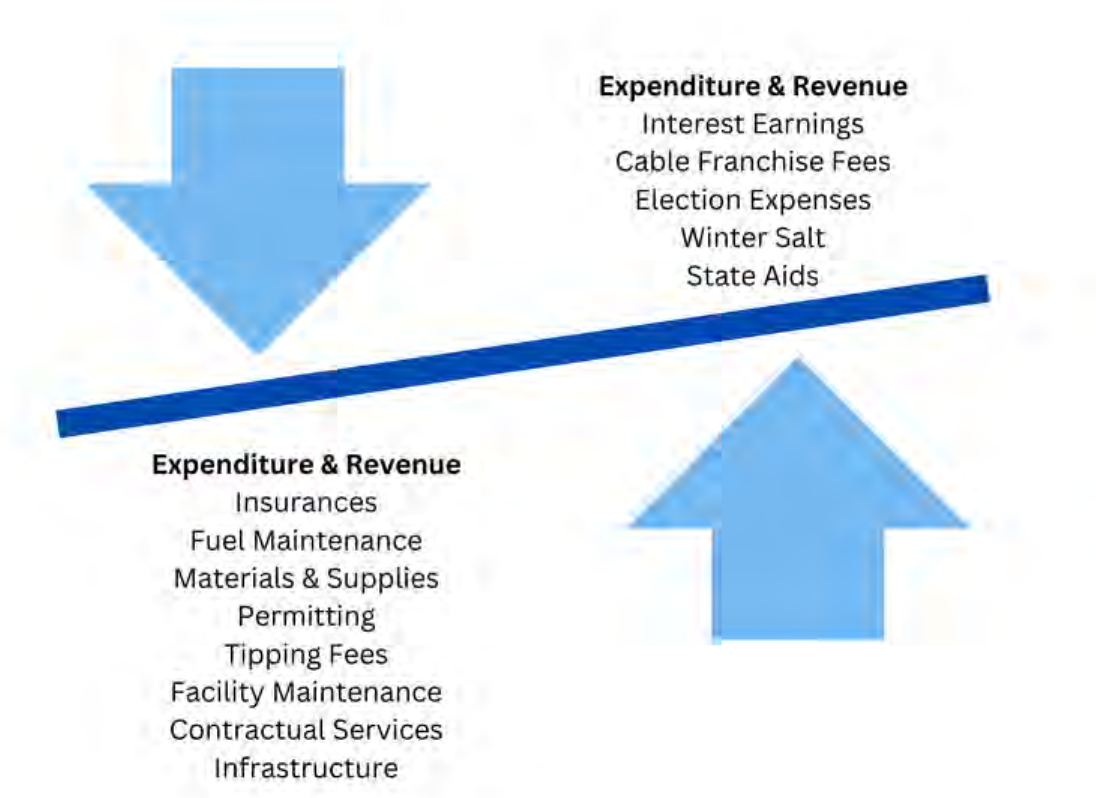 Expenditure & Revenue
Interest Earnings
Cable Franchise Fees
Election Expenses
Winter Salt
State Aids
Expenditure & Revenue
Insurances
Fuel Maintenance
Materials & Supplies
Permitting
Tipping Fees
Facility Maintenance
Contractual Services
Infrastructure